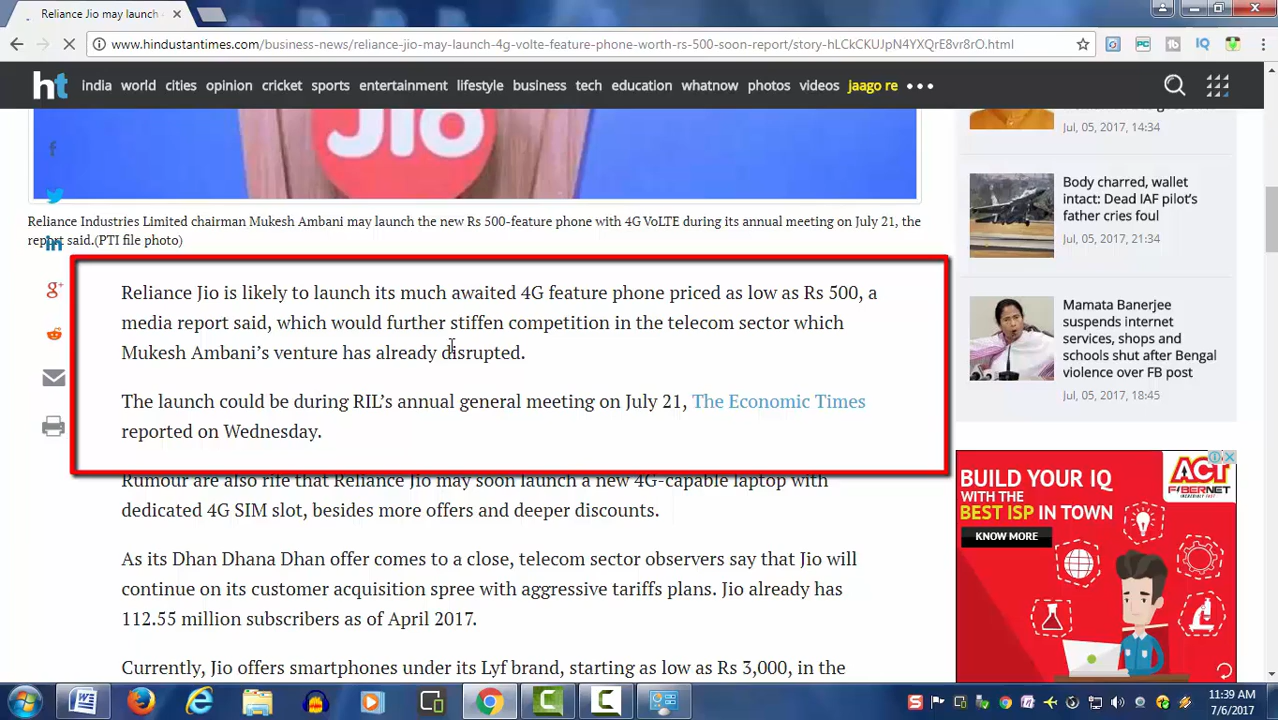 Reliance Jio may launch
www.hindustantimes.com/business-news/reliance-jio-may-launch-4g-volte-feature-phone-worth-rs-500-soon-report/story-hLCkCKUJpN4YXQrE8vr8rO.html
ht india world cities opinion cricket sports entertainment lifestyle business tech education whatnow photos videos jaago re
Jio
Reliance Industries Limited chairman Mukesh Ambani may launch the new Rs 500-feature phone with 4G VoLTE during its annual meeting on July 21, the
report said.(PTI file photo)
Reliance Jio is likely to launch its much awaited 4G feature phone priced as low as Rs 500, a
media report said, which would further stiffen competition in the telecom sector which
Mukesh Ambani’s venture has already disrupted.
The launch could be during RIL’s annual general meeting on July 21, The Economic Times
reported on Wednesday.
Rumour are also rife that Reliance Jio may soon launch a new 4G-capable laptop with
dedicated 4G SIM slot, besides more offers and deeper discounts.
As its Dhan Dhana Dhan offer comes to a close, telecom sector observers say that Jio will
continue on its customer acquisition spree with aggressive tariffs plans. Jio already has
112.55 million subscribers as of April 2017.
Currently, Jio offers smartphones under its Lyf brand, starting as low as Rs 3,000, in the
Jul, 05, 2017, 14:34
Body charred, wallet
intact: Dead IAF pilot’s
father cries foul
Jul, 05, 2017, 21:34
Mamata Banerjee
suspends internet
services, shops and
schools shut after Bengal
violence over FB post
Jul, 05, 2017, 18:45
BUILD YOUR IQ
WITH THE
BEST ISP IN TOWN
KNOW MORE
ACT
FIBERNET
11:39 AM
7/6/2017